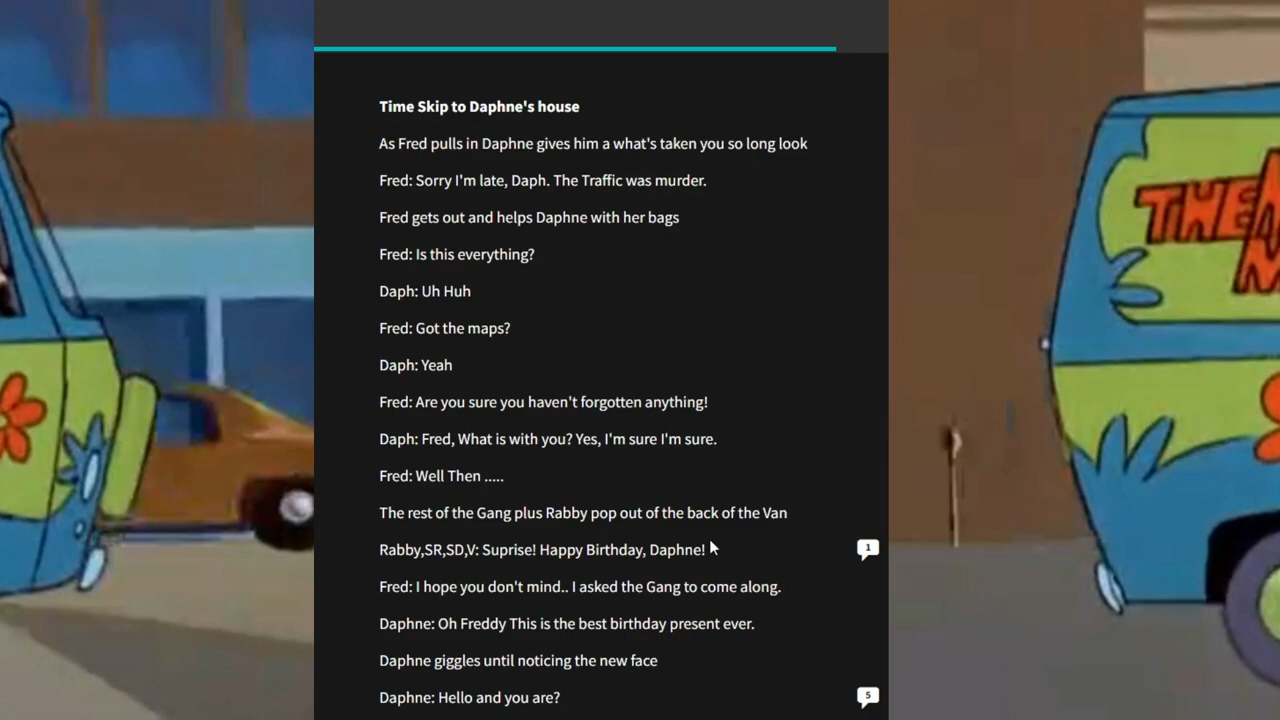 Time Skip to Daphne's house
As Fred pulls in Daphne gives him a what's taken you so long look
Fred: Sorry I'm late, Daph. The Traffic was murder.
Fred gets out and helps Daphne with her bags
Fred: Is this everything?
Daph: Uh Huh
Fred: Got the maps?
Daph: Yeah
Fred: Are you sure you haven't forgotten anything!
Daph: Fred, What is with you? Yes, I'm sure I'm sure.
Fred: Well Then .....
The rest of the Gang plus Rabby pop out of the back of the Van
Rabby,SR,SD,V: Suprise! Happy Birthday, Daphne!
1
Fred: I hope you don't mind.. I asked the Gang to come along.
Daphne: Oh Freddy This is the best birthday present ever.
Daphne giggles until noticing the new face
Daphne: Hello and you are?
5
THE